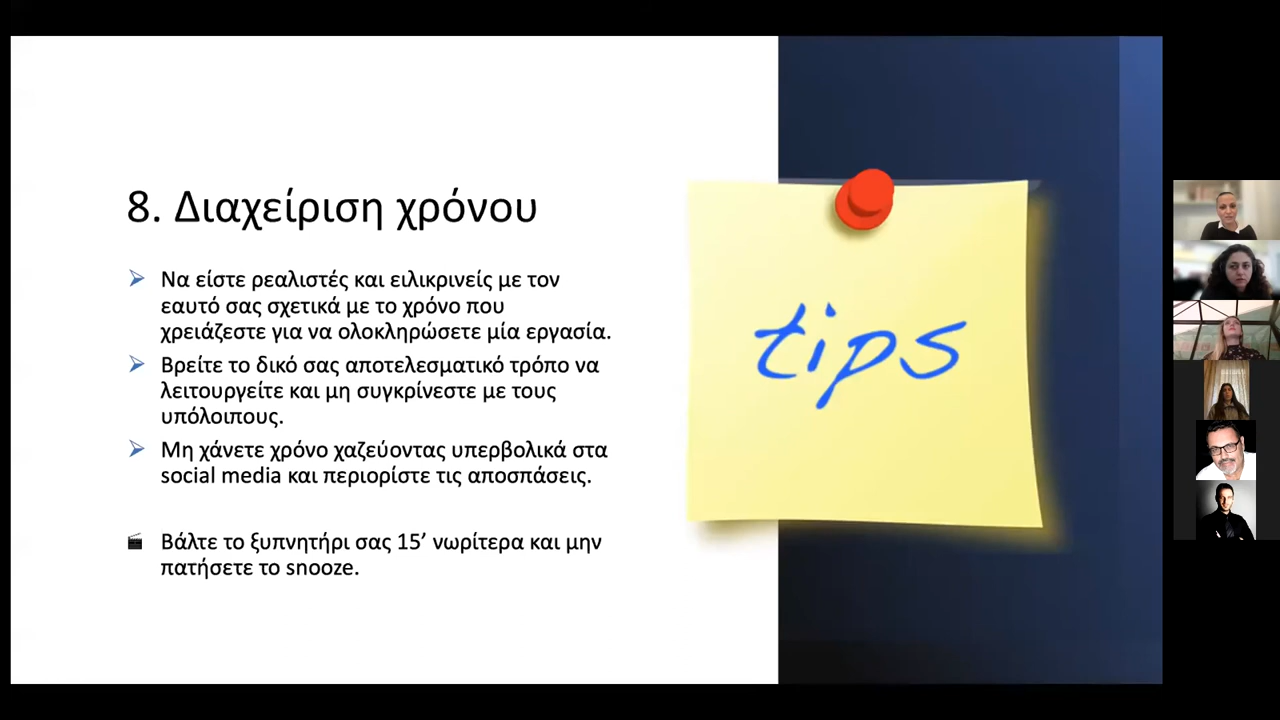 8. Διαχείριση χρόνου
Να είστε ρεαλιστές και ειλικρινείς με τον
εαυτό σας σχετικά με το χρόνο που
χρειάζεστε για να ολοκληρώσετε μία εργασία.
Βρείτε το δικό σας αποτελεσματικό τρόπο να
λειτουργείτε και μη συγκρίνεστε με τους
υπόλοιπους.
Μη χάνετε χρόνο χαζεύοντας υπερβολικά στα
social media και περιορίστε τις αποσπάσεις.
Βάλτε το ξυπνητήρι σας 15’ νωρίτερα και μην
πατήσετε το snooze.
tips